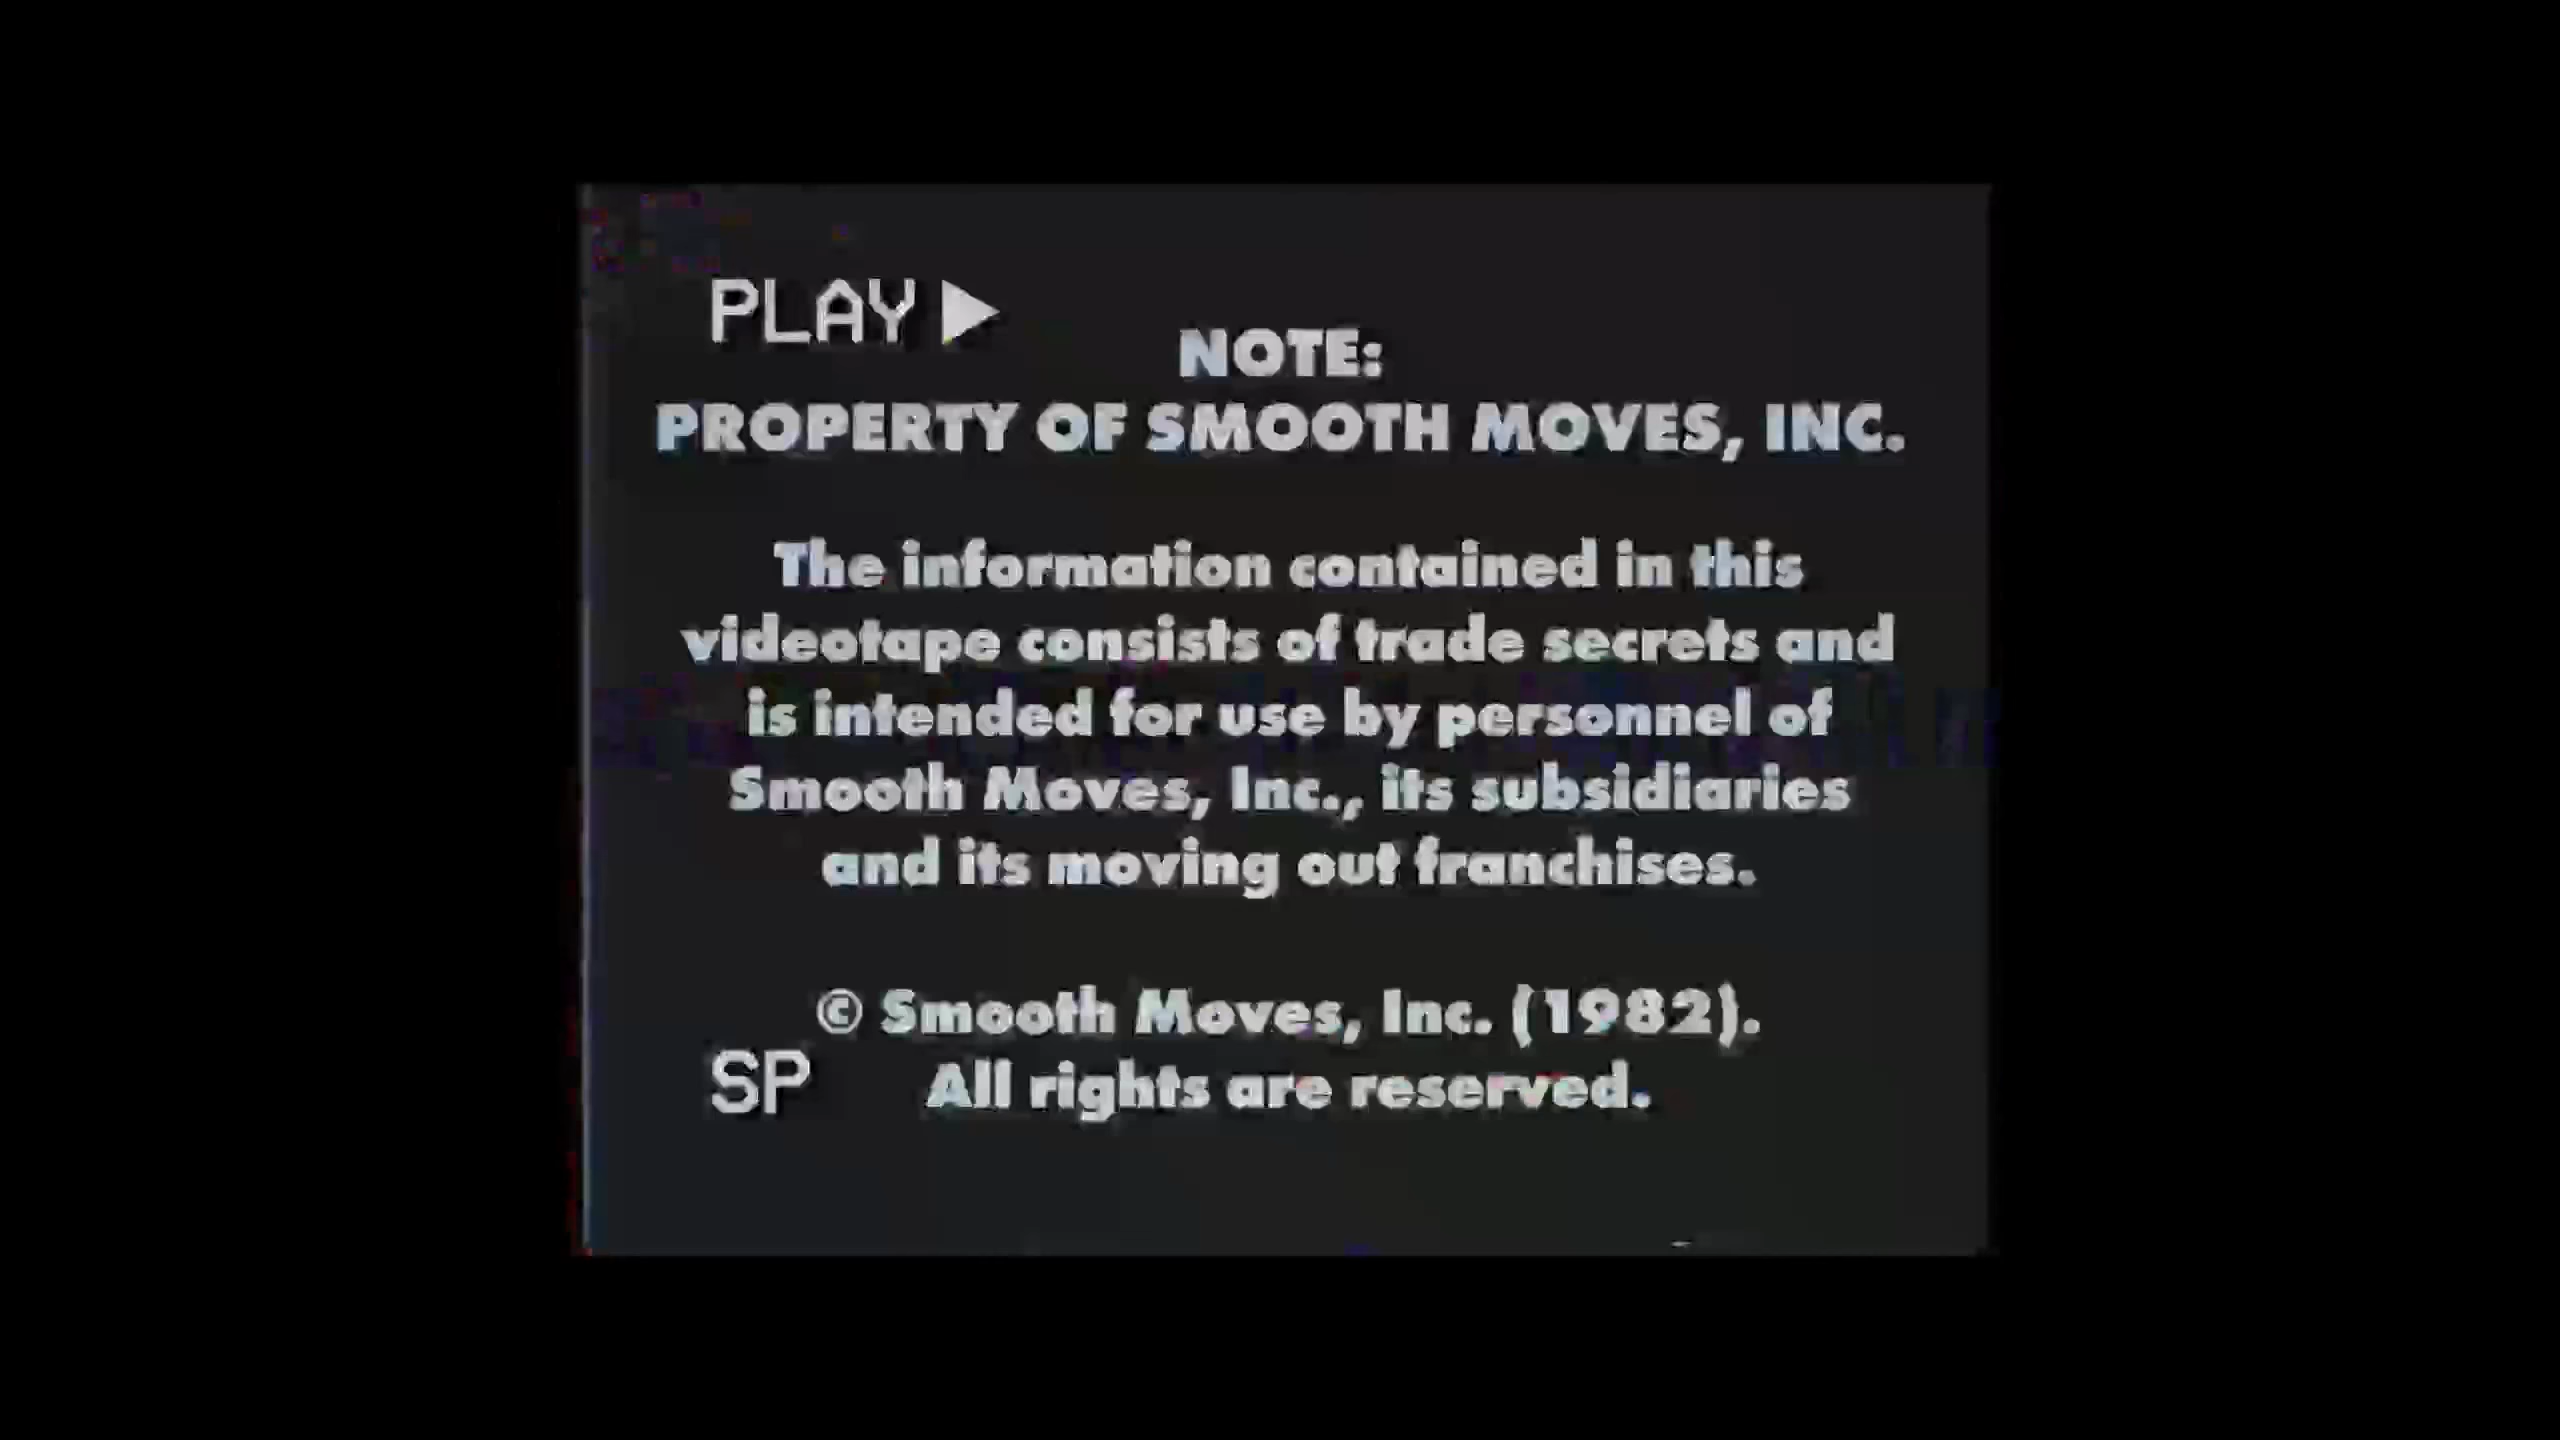 PLAY ▶
NOTE:
PROPERTY OF SMOOTH MOVES, INC.
The information contained in this
videotape consists of trade secrets and
is intended for use by personnel of
Smooth Moves, Inc., its subsidiaries
and its moving out franchises.
© Smooth Moves, Inc. (1982).
SP
All rights are reserved.